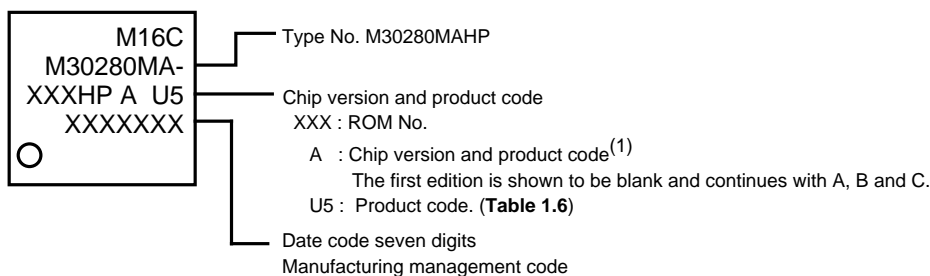 M16C
M30280MA-
XXXHP A U5
XXXXXXX
Type No. M30280MAHP
Chip version and product code
XXX : ROM No.
A : Chip version and product code(1)
The first edition is shown to be blank and continues with A, B and C.
U5 : Product code. (Table 1.6)
Date code seven digits
Manufacturing management code